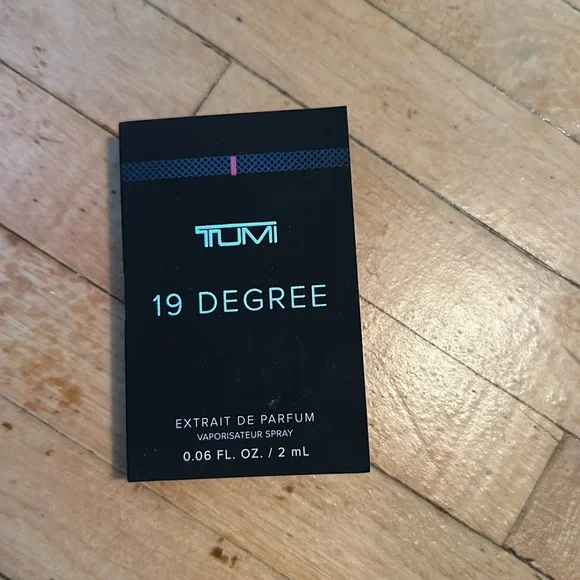 TUMI
19 DEGREE
EXTRAIT DE PARFUM
VAPORISATEUR SPRAY
0.06 FL. OZ. / 2 mL